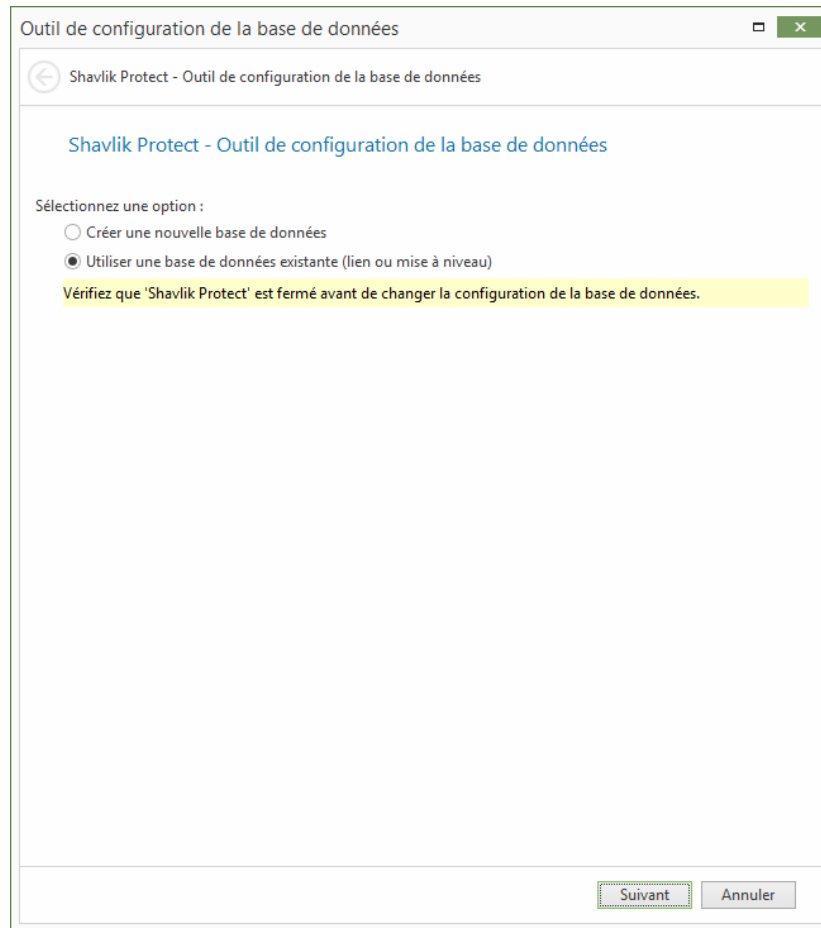 Outil de configuration de la base de données
Shavlik Protect - Outil de configuration de la base de données
Shavlik Protect - Outil de configuration de la base de données
Sélectionnez une option :
Créer une nouvelle base de données
Utiliser une base de données existante (lien ou mise à niveau)
Vérifiez que 'Shavlik Protect' est fermé avant de changer la configuration de la base de données.
Suivant Annuler